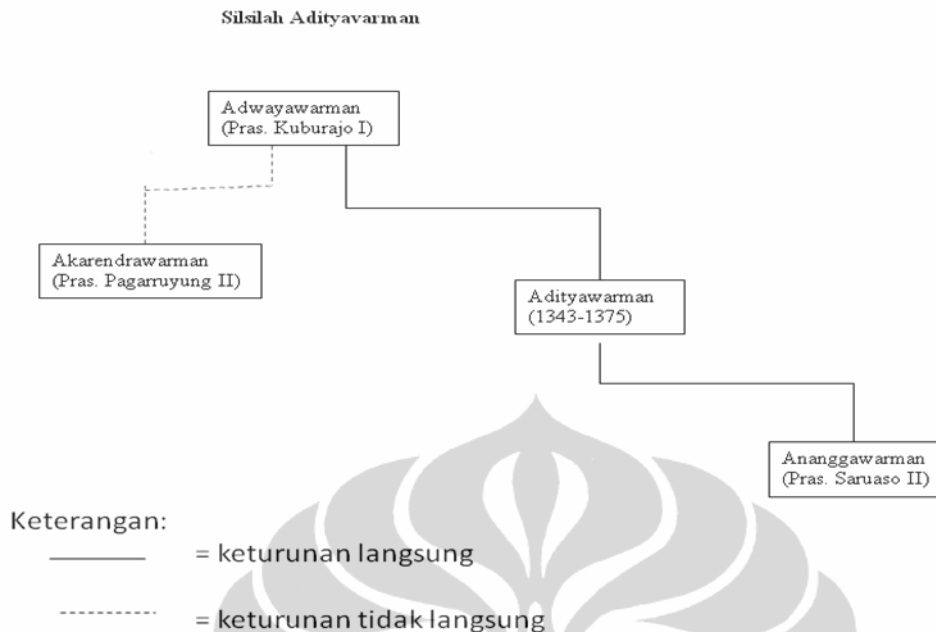 Silsilah Adityavarman
Adwayawarman
(Pras. Kuburajo I)
Akarendrawarman
(Pras. Pagarruyung II)
Adityawarman
(1343-1375)
Ananggawarman
(Pras. Saruaso II)
Keterangan:
= keturunan langsung
= keturunan tidak langsung